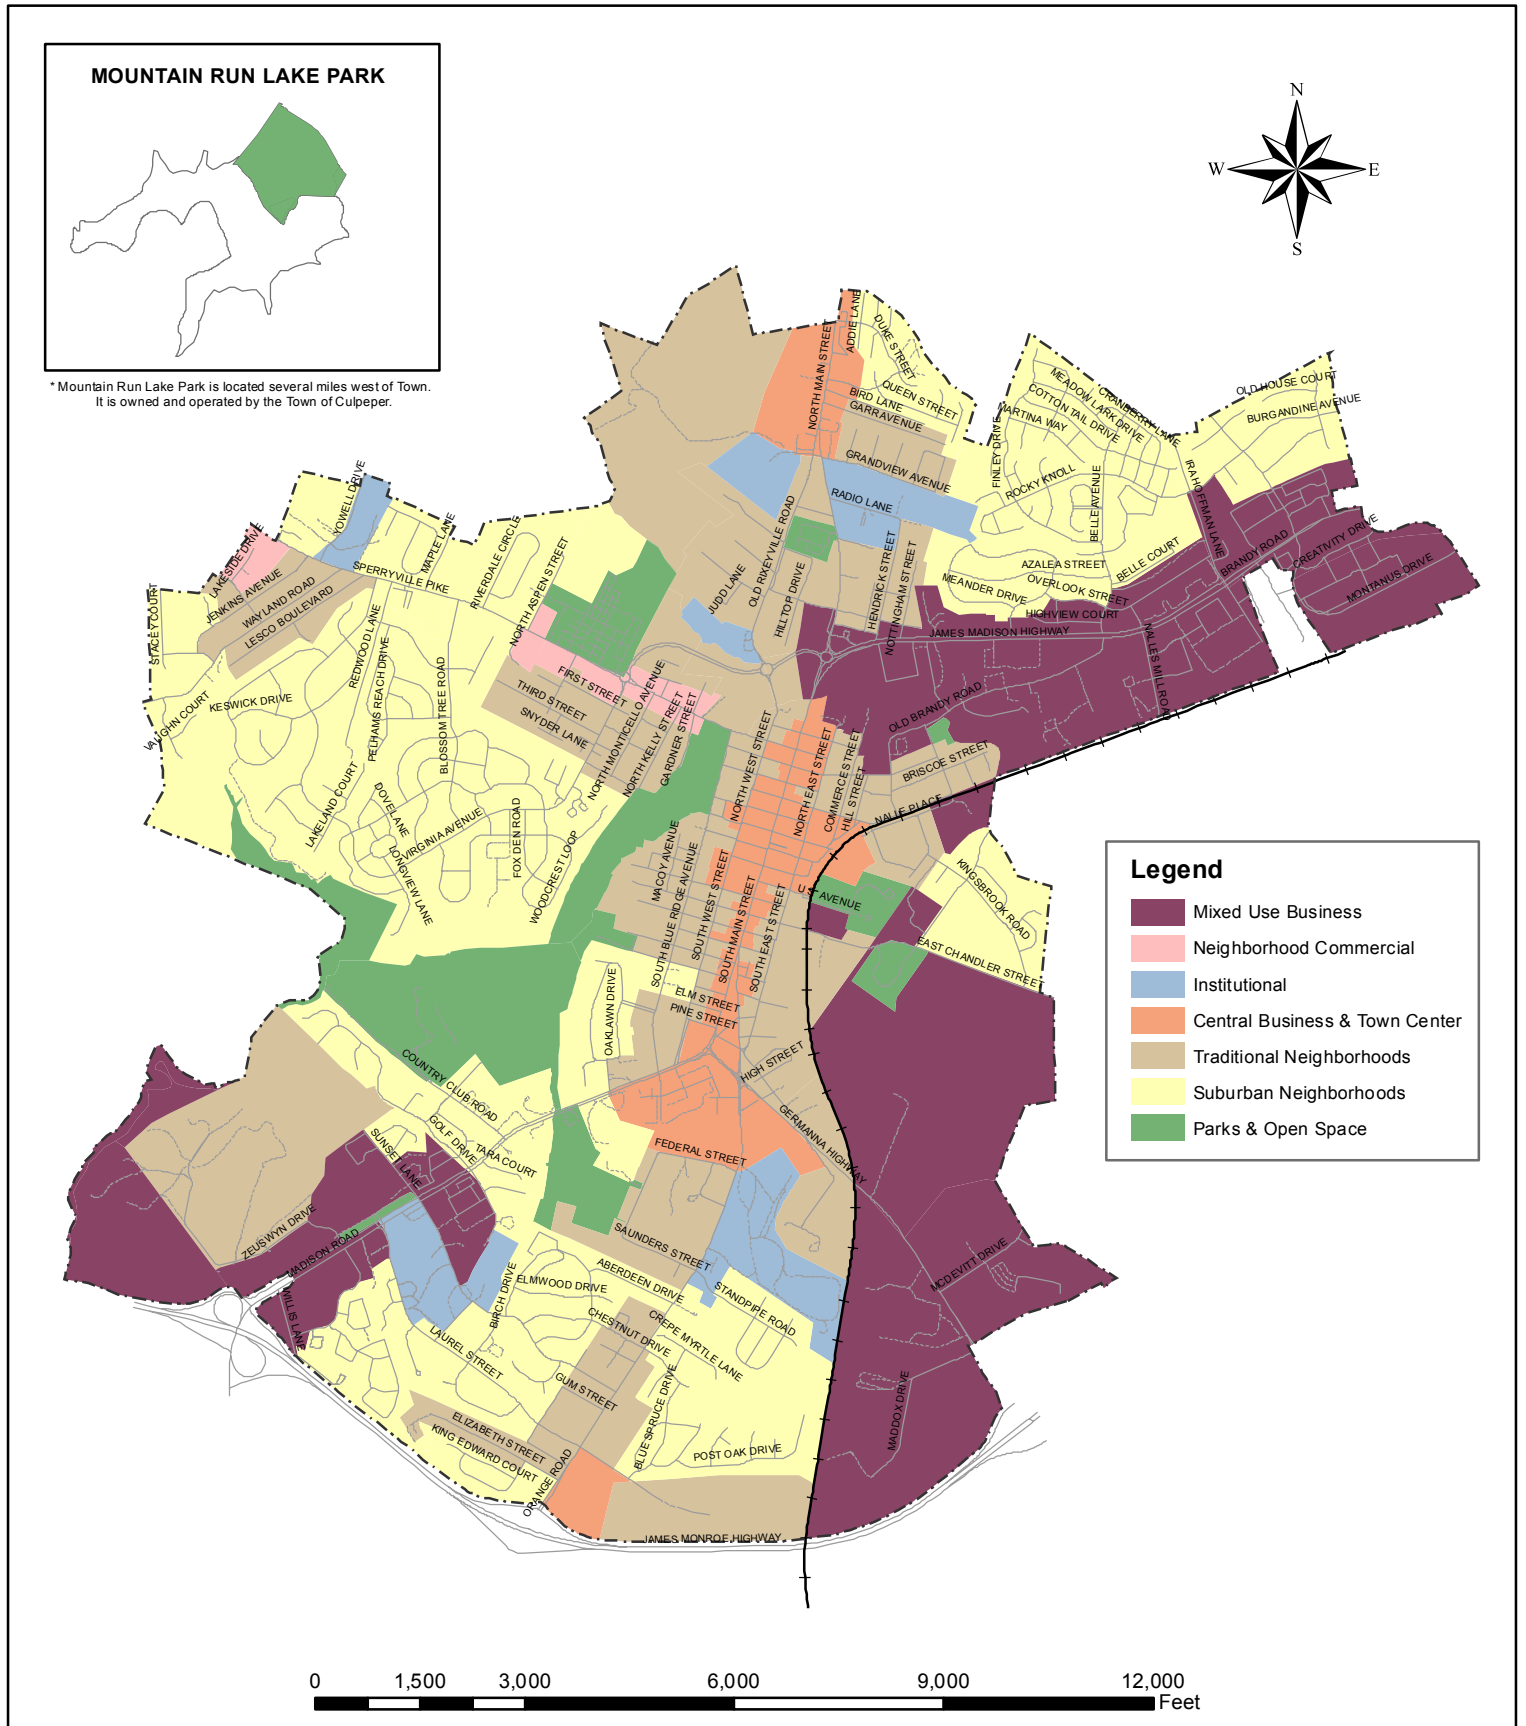 MOUNTAIN RUN LAKE PARK
* Mountain Run Lake Park is located several miles west of Town.
It is owned and operated by the Town of Culpeper.
N
W
E
S
ADDIE LANE
DUKE STREET
NORTH MAIN STREET
QUEEN STREET
BIRD LANE
GARR AVENUE
GRANDVIEW AVENUE
RADIO LANE
FINLEY DRIVE
MARTINA WAY
COTTON TAIL DRIVE
MEADOW LARK DRIVE
CRANBERRY LANE
OLD HOUSE COURT
BURGANDINE AVENUE
ROCKY KNOLL
BELLE AVENUE
IRA HOFFMAN LANE
BRANDY ROAD
CREATIVITY DRIVE
MONTANUS DRIVE
AZALEA STREET
BELLE COURT
OVERLOOK STREET
MEANDER DRIVE
HIGHVIEW COURT
JAMES MADISON HIGHWAY
NALLES MILL ROAD
OLD BRANDY ROAD
HENDRICK STREET
NOTTINGHAM STREET
OLD RIXEYVILLE ROAD
HILLTOP DRIVE
JUDD LANE
YOWELL DRIVE
MAPLE LANE
RIVERDALE CIRCLE
NORTH ASPEN STREET
SPERRYVILLE PIKE
LAKESIDE DRIVE
JENKINS AVENUE
WAYLAND ROAD
LESCO BOULEVARD
STACEY COURT
VAUGHN COURT
KESWICK DRIVE
REDWOOD LANE
PELHAMS REACH DRIVE
BLOSSOM TREE ROAD
LAKELAND COURT
DOVE LANE
VIRGINIA AVENUE
LONGVIEW LANE
FOX DEN ROAD
WOODCREST LOOP
FIRST STREET
THIRD STREET
SNYDER LANE
NORTH MONTICELLO AVENUE
NORTH KELLY STREET
GARDNER STREET
NORTH WEST STREET
NORTH EAST STREET
COMMERCE STREET
HILL STREET
BRISCOE STREET
NALLE PLACE
KINGSBROOK ROAD
EAST CHANDLER STREET
U S AVENUE
MACOY AVENUE
SOUTH BLUE RIDGE AVENUE
SOUTH WEST STREET
SOUTH MAIN STREET
SOUTH EAST STREET
OAKLAWN DRIVE
ELM STREET
PINE STREET
HIGH STREET
GERMANNA HIGHWAY
FEDERAL STREET
COUNTRY CLUB ROAD
GOLF DRIVE
TARA COURT
SUNSET LANE
ZEUSWYN DRIVE
MADISON ROAD
WILLIS LANE
SAUNDERS STREET
ABERDEEN DRIVE
STANDPIPE ROAD
ELMWOOD DRIVE
BIRCH DRIVE
CHESTNUT DRIVE
CREPE MYRTLE LANE
LAUREL STREET
GUM STREET
BLUE SPRUCE DRIVE
ELIZABETH STREET
KING EDWARD COURT
ORANGE ROAD
POST OAK DRIVE
JAMES MONROE HIGHWAY
MCDEVITT DRIVE
MADDOX DRIVE
Legend
Mixed Use Business
Neighborhood Commercial
Institutional
Central Business & Town Center
Traditional Neighborhoods
Suburban Neighborhoods
Parks & Open Space
0 1,500 3,000 6,000 9,000 12,000
Feet